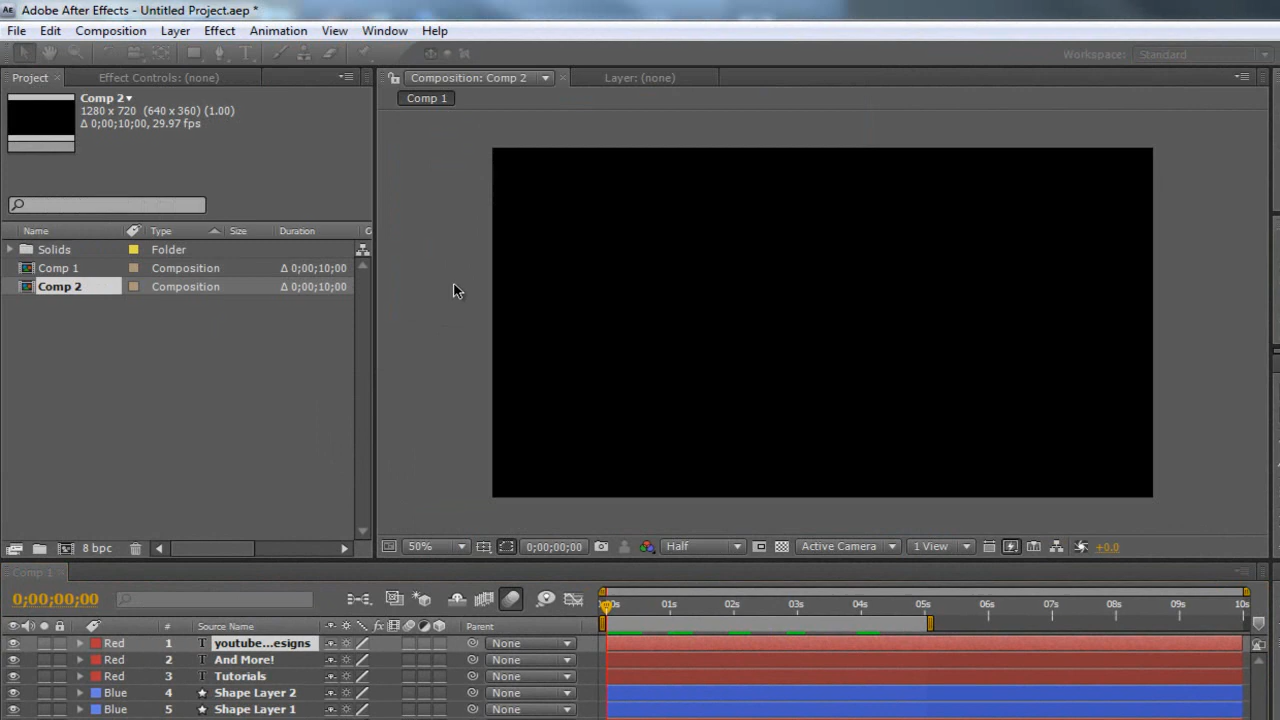 Adobe After Effects - Untitled Project.aep *
File Edit Composition Layer Effect Animation View Window Help
Workspace: Standard
Project Effect Controls: (none) Composition: Comp 2 Layer: (none)
Comp 2
1280 x 720 (640 x 360) (1.00)
Δ 0;00;10;00, 29.97 fps
Comp 1
Name Type Size Duration
Solids Folder
Comp 1 Composition Δ 0;00;10;00
Comp 2 Composition Δ 0;00;10;00
8 bpc 50% 0;00;00;00 Half Active Camera 1 View +0.0
Comp 1
0;00;00;00
01s 02s 03s 04s 05s 06s 07s 08s 09s 10s
# Source Name fx Parent
Red 1 T youtube...esigns None
Red 2 T And More! None
Red 3 T Tutorials None
Blue 4 Shape Layer 2 None
Blue 5 Shape Layer 1 None